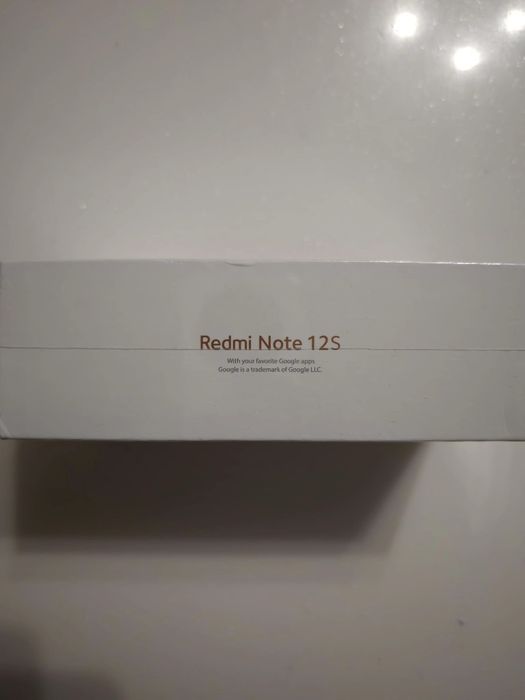 Redmi Note 12S
With your favorite Google apps
Google is a trademark of Google LLC.